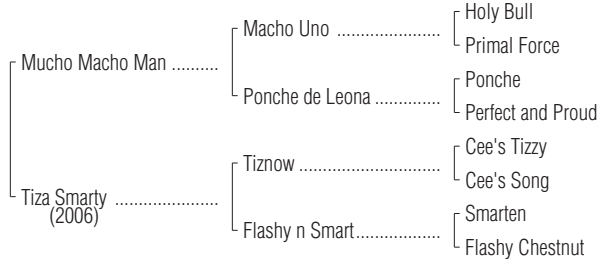 Holy Bull
Macho Uno ..................
Primal Force
Mucho Macho Man ..........
Ponche
Ponche de Leona ..............
Perfect and Proud
Cee's Tizzy
Tiznow ..............................
Cee's Song
Tiza Smarty ......................
(2006)
Smarten
Flashy n Smart..................
Flashy Chestnut